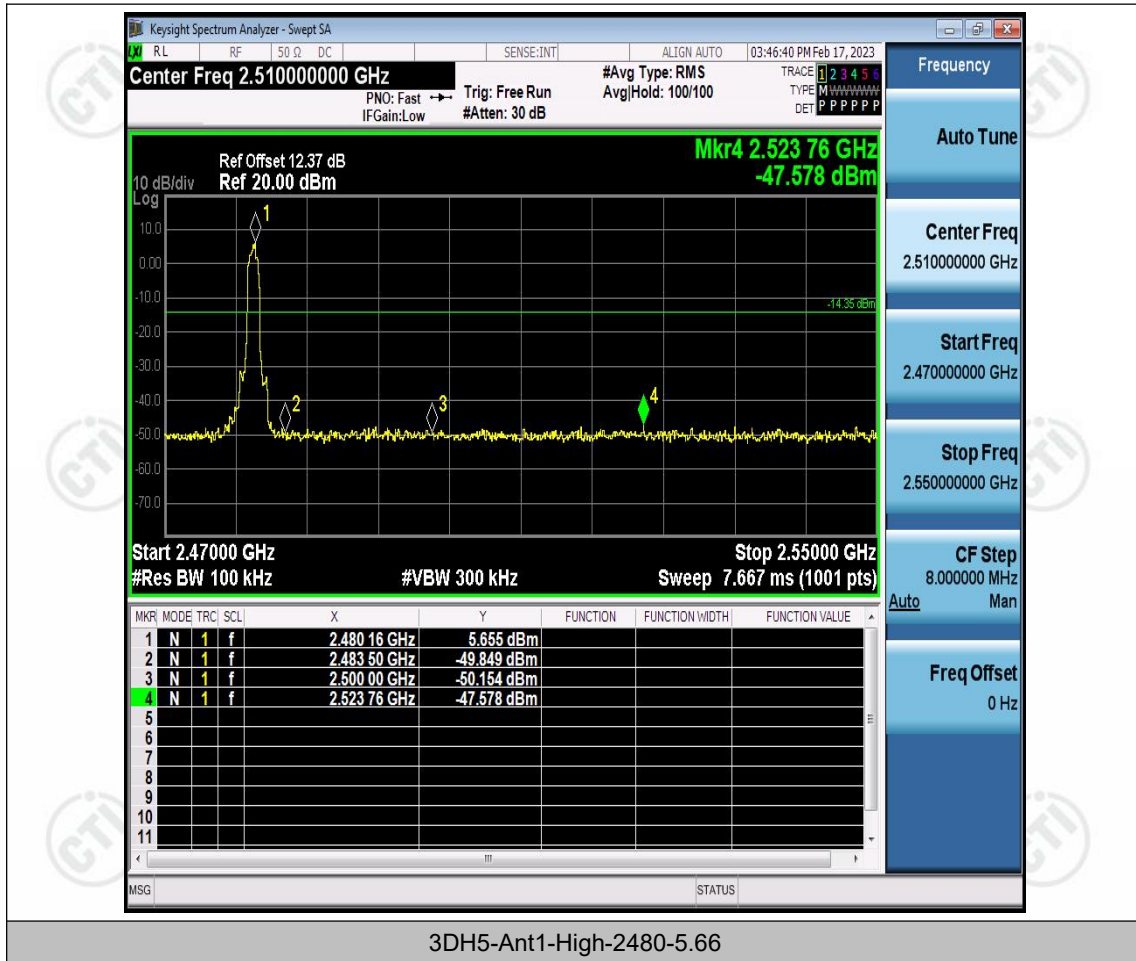 Keysight Spectrum Analyzer - Swept SA
LXI RL RF 50 Ω DC SENSE:INT ALIGN AUTO 03:46:40 PM Feb 17, 2023
Center Freq 2.510000000 GHz
PNO: Fast
IFGain:Low
Trig: Free Run
#Atten: 30 dB
#Avg Type: RMS
Avg|Hold: 100/100
TRACE 1 2 3 4 5 6
TYPE M WWWWW
DET P P P P P P
Mkr4 2.523 76 GHz
-47.578 dBm
Ref Offset 12.37 dB
10 dB/div Ref 20.00 dBm
Log
10.0
0.00
-10.0
-20.0
-30.0
-40.0
-50.0
-60.0
-70.0
-14.35 dBm
1
2
3
4
Start 2.47000 GHz Stop 2.55000 GHz
#Res BW 100 kHz #VBW 300 kHz Sweep 7.667 ms (1001 pts)
MKR MODE TRC SCL X Y FUNCTION FUNCTION WIDTH FUNCTION VALUE
1 N 1 f 2.480 16 GHz 5.655 dBm
2 N 1 f 2.483 50 GHz -49.849 dBm
3 N 1 f 2.500 00 GHz -50.154 dBm
4 N 1 f 2.523 76 GHz -47.578 dBm
5
6
7
8
9
10
11
MSG STATUS
Frequency
Auto Tune
Center Freq
2.510000000 GHz
Start Freq
2.470000000 GHz
Stop Freq
2.550000000 GHz
CF Step
8.000000 MHz
Auto Man
Freq Offset
0 Hz
3DH5-Ant1-High-2480-5.66
CTI
CTI
CTI
CTI
CTI
CTI